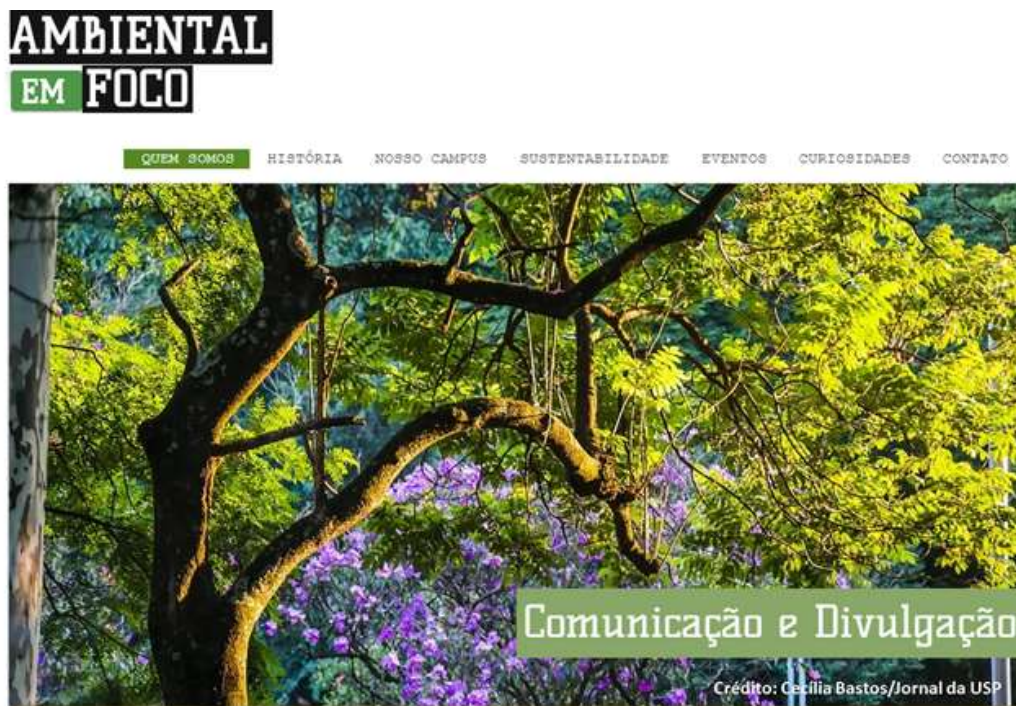 AMBIENTAL
EM FOCO
QUEM SOMOS HISTÓRIA NOSSO CAMPUS SUSTENTABILIDADE EVENTOS CURIOSIDADES CONTATO
Comunicação e Divulgação
Crédito: Cecília Bastos/Jornal da USP